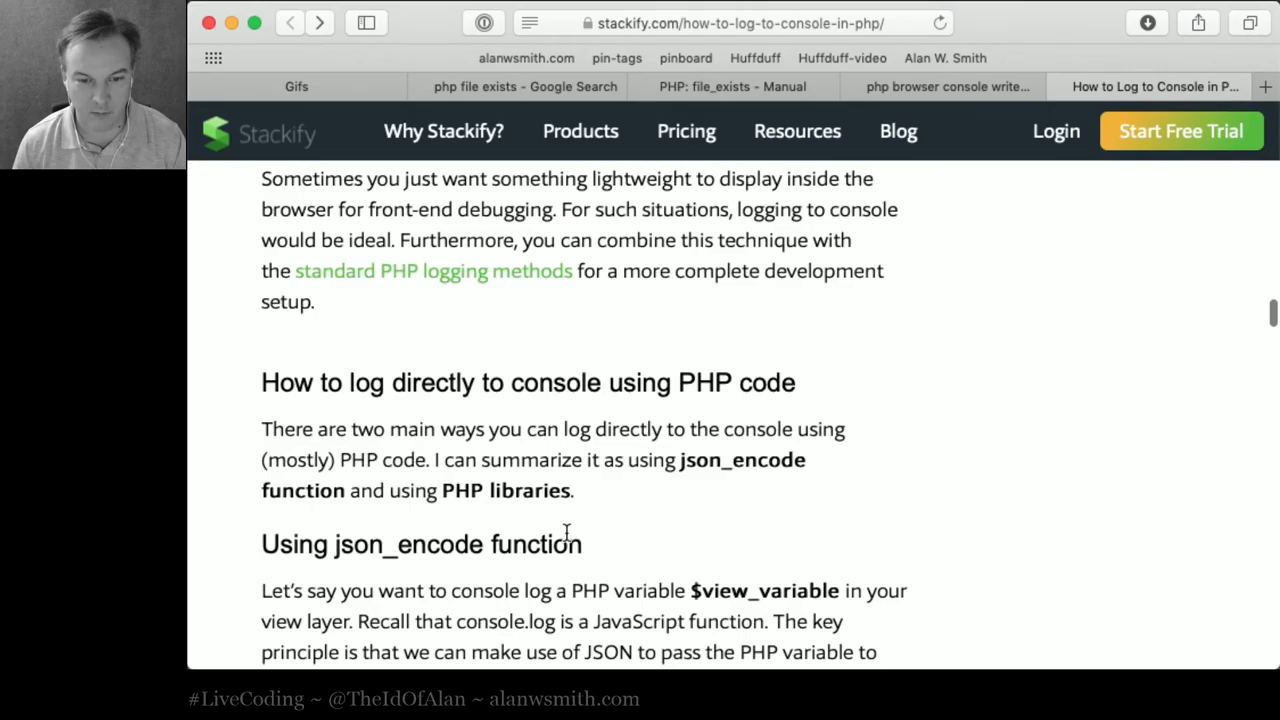 stackify.com/how-to-log-to-console-in-php/
alanwsmith.com pin-tags pinboard Huffduff Huffduff-video Alan W. Smith
Gifs php file exists - Google Search PHP: file_exists - Manual php browser console write... How to Log to Console in P...
Stackify Why Stackify? Products Pricing Resources Blog Login Start Free Trial
Sometimes you just want something lightweight to display inside the
browser for front-end debugging. For such situations, logging to console
would be ideal. Furthermore, you can combine this technique with
the standard PHP logging methods for a more complete development
setup.
How to log directly to console using PHP code
There are two main ways you can log directly to the console using
(mostly) PHP code. I can summarize it as using json_encode
function and using PHP libraries.
Using json_encode function
Let's say you want to console log a PHP variable $view_variable in your
view layer. Recall that console.log is a JavaScript function. The key
principle is that we can make use of JSON to pass the PHP variable to
#LiveCoding ~ @TheIdOfAlan ~ alanwsmith.com